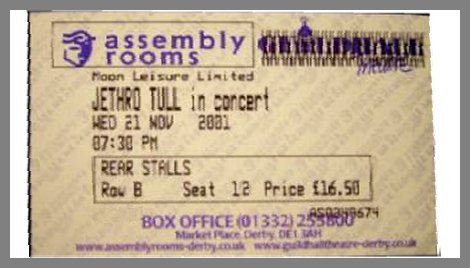 assembly
rooms
Moon Leisure Limited
JETHRO TULL in concert
WED 21 NOV 2001
07:30 PM
REAR STALLS
Row B Seat 12 Price £16.50
BOX OFFICE (01332) 255800
Market Place, Derby, DE1 3AH
www.assemblyrooms-derby.co.uk www.guildhalltheatre-derby.co.uk